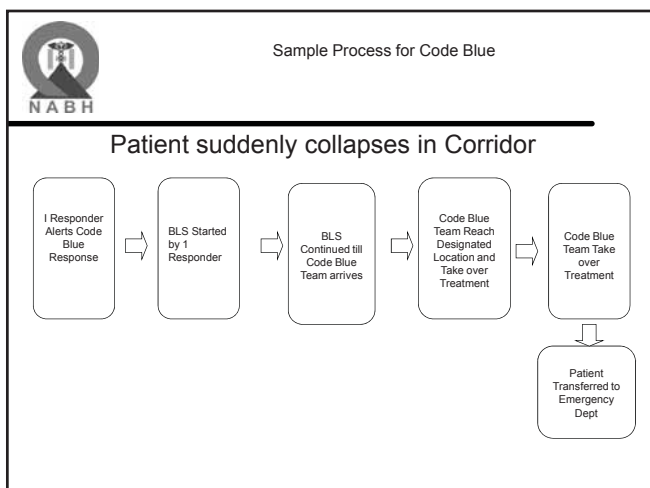 Sample Process for Code Blue
NABH
Patient suddenly collapses in Corridor
I Responder
Alerts Code
Blue
Response
BLS Started
by 1
Responder
BLS
Continued till
Code Blue
Team arrives
Code Blue
Team Reach
Designated
Location and
Take over
Treatment
Code Blue
Team Take
over
Treatment
Patient
Transferred to
Emergency
Dept